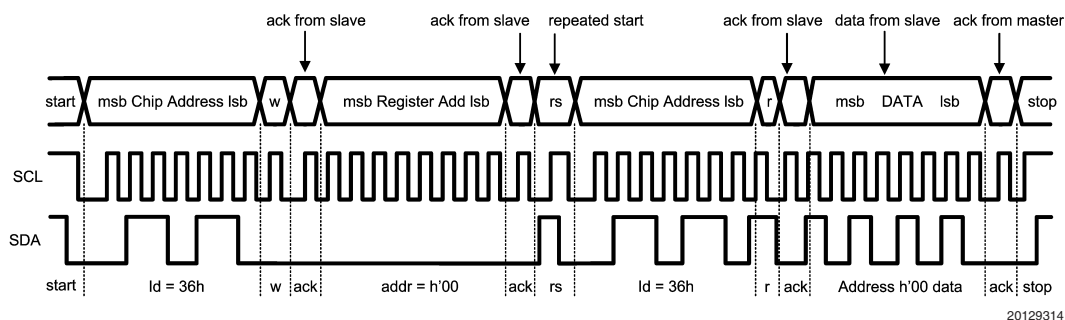 ack from slave ack from slave repeated start ack from slave data from slave ack from master
start msb Chip Address lsb w msb Register Add lsb rs msb Chip Address lsb r msb DATA lsb stop
SCL
SDA
start Id = 36h w ack addr = h'00 ack rs Id = 36h r ack Address h'00 data ack stop
20129314